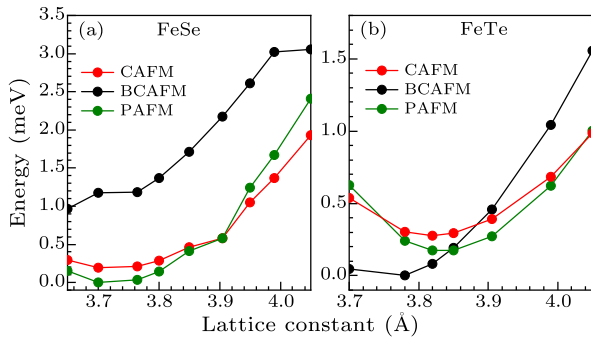 (a) FeSe
CAFM
BCAFM
PAFM
3.5
3.0
2.5
2.0
1.5
1.0
0.5
0.0
Energy (meV)
3.7 3.8 3.9 4.0
(b) FeTe
CAFM
BCAFM
PAFM
1.5
1.0
0.5
0.0
3.7 3.8 3.9 4.0
Lattice constant (Å)